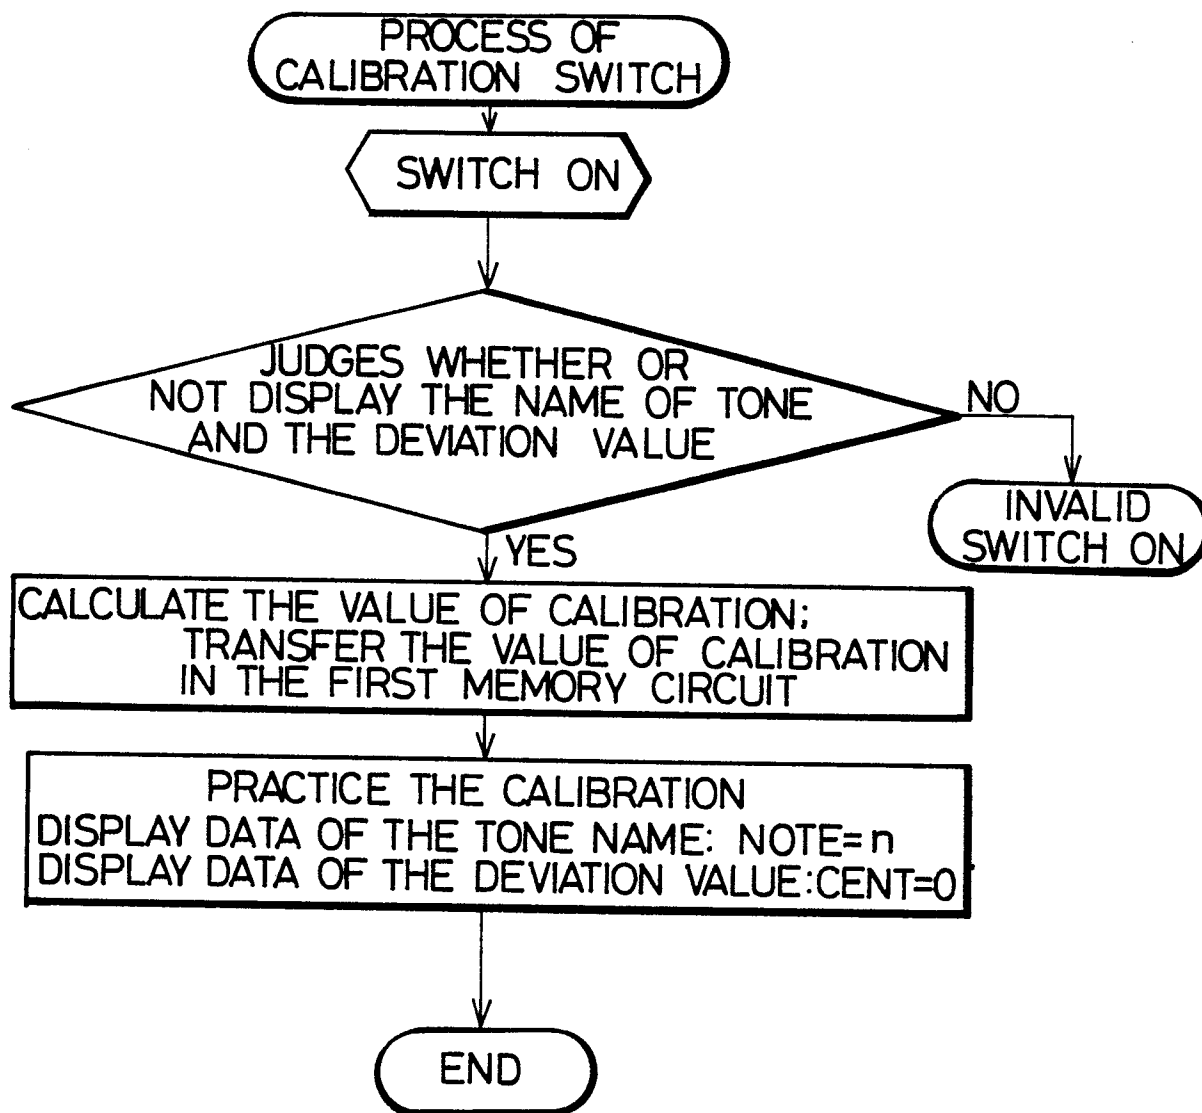 PROCESS OF
CALIBRATION SWITCH
SWITCH ON
JUDGES WHETHER OR
NOT DISPLAY THE NAME OF TONE
AND THE DEVIATION VALUE
NO
INVALID
SWITCH ON
YES
CALCULATE THE VALUE OF CALIBRATION;
TRANSFER THE VALUE OF CALIBRATION
IN THE FIRST MEMORY CIRCUIT
PRACTICE THE CALIBRATION
DISPLAY DATA OF THE TONE NAME: NOTE=n
DISPLAY DATA OF THE DEVIATION VALUE:CENT=0
END